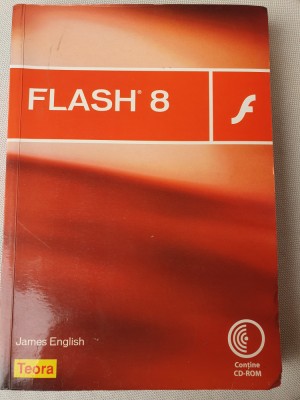 FLASH® 8
James English
Teora
Conține
CD-ROM